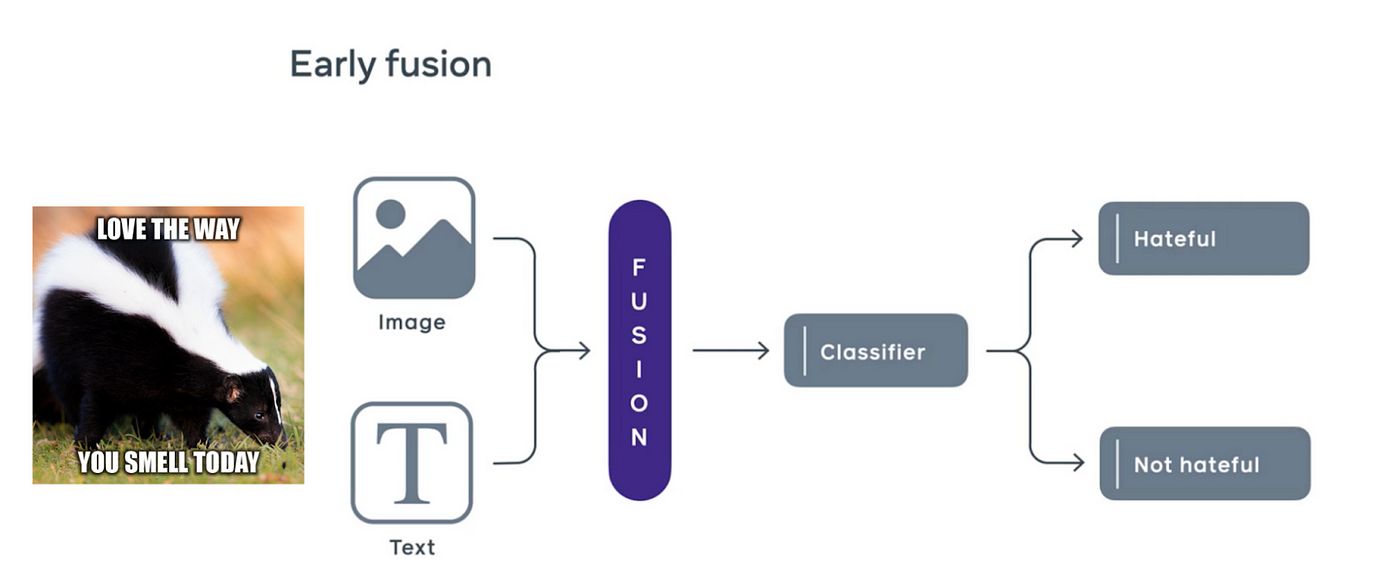 Early fusion
LOVE THE WAY
YOU SMELL TODAY
Image
T
Text
FUSION
Classifier
Hateful
Not hateful